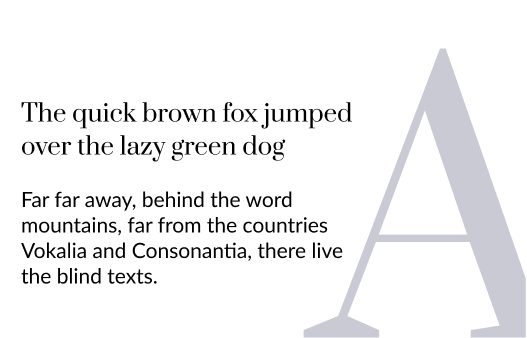 The quick brown fox jumped
over the lazy green dog
Far far away, behind the word
mountains, far from the countries
Vokalia and Consonantia, there live
the blind texts.
A